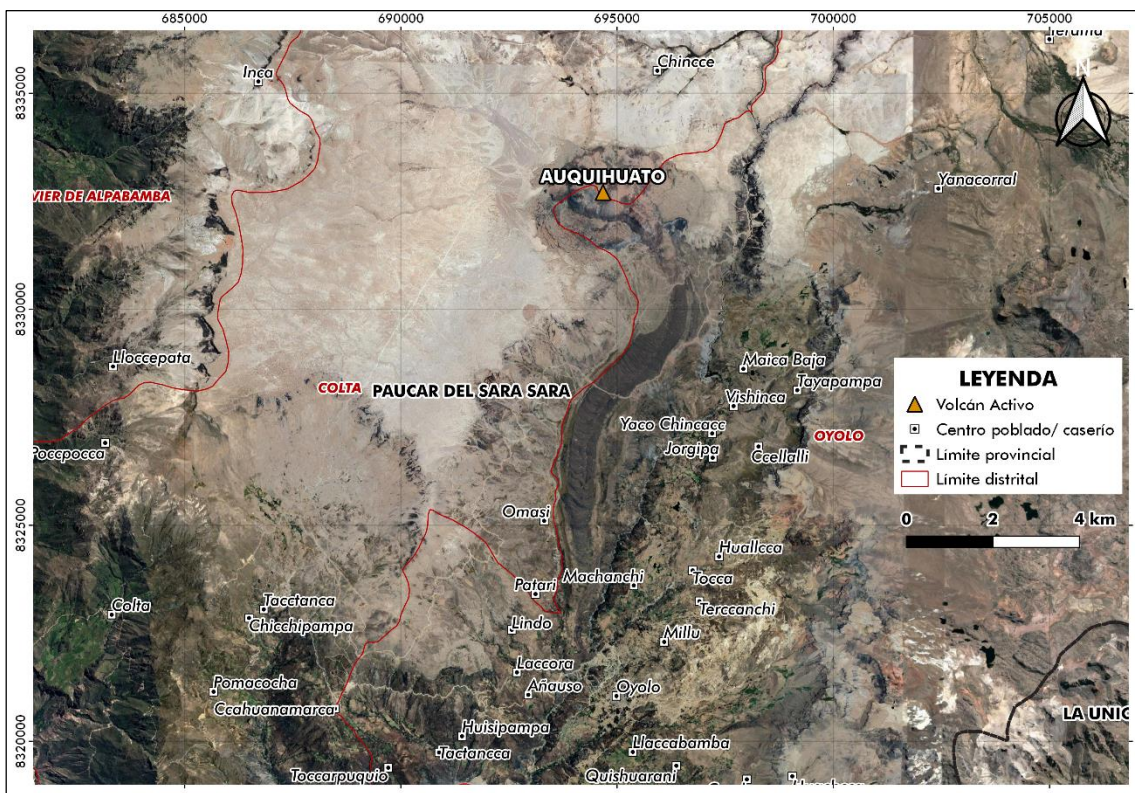 685000
690000
695000
700000
705000
Inca
Chincce
8335000
N
AUQUIHUATO
VIER DE ALPABAMBA
Yanacorral
8330000
Lloccepata
Maica Baja
COLTA
PAUCAR DEL SARA SARA
Tayapampa
Vishinca
LEYENDA
Volcán Activo
Centro poblado/ caserío
Límite provincial
Límite distrital
Yaco Chincacc
OYOLO
Poccpocca
Jorgipa
Ccellalli
8325000
Omasi
0 2 4 km
Huallcca
Machanchi
Tocca
Patari
Colta
Tacctanca
Terccanchi
Chicchipampa
Lindo
Millu
Laccora
Pomacocha
Añauso
Oyolo
Ccahuanamarca
LA UNIO
8320000
Huisipampa
Tactancca
Llaccabamba
Toccarpuquio
Quishuarani